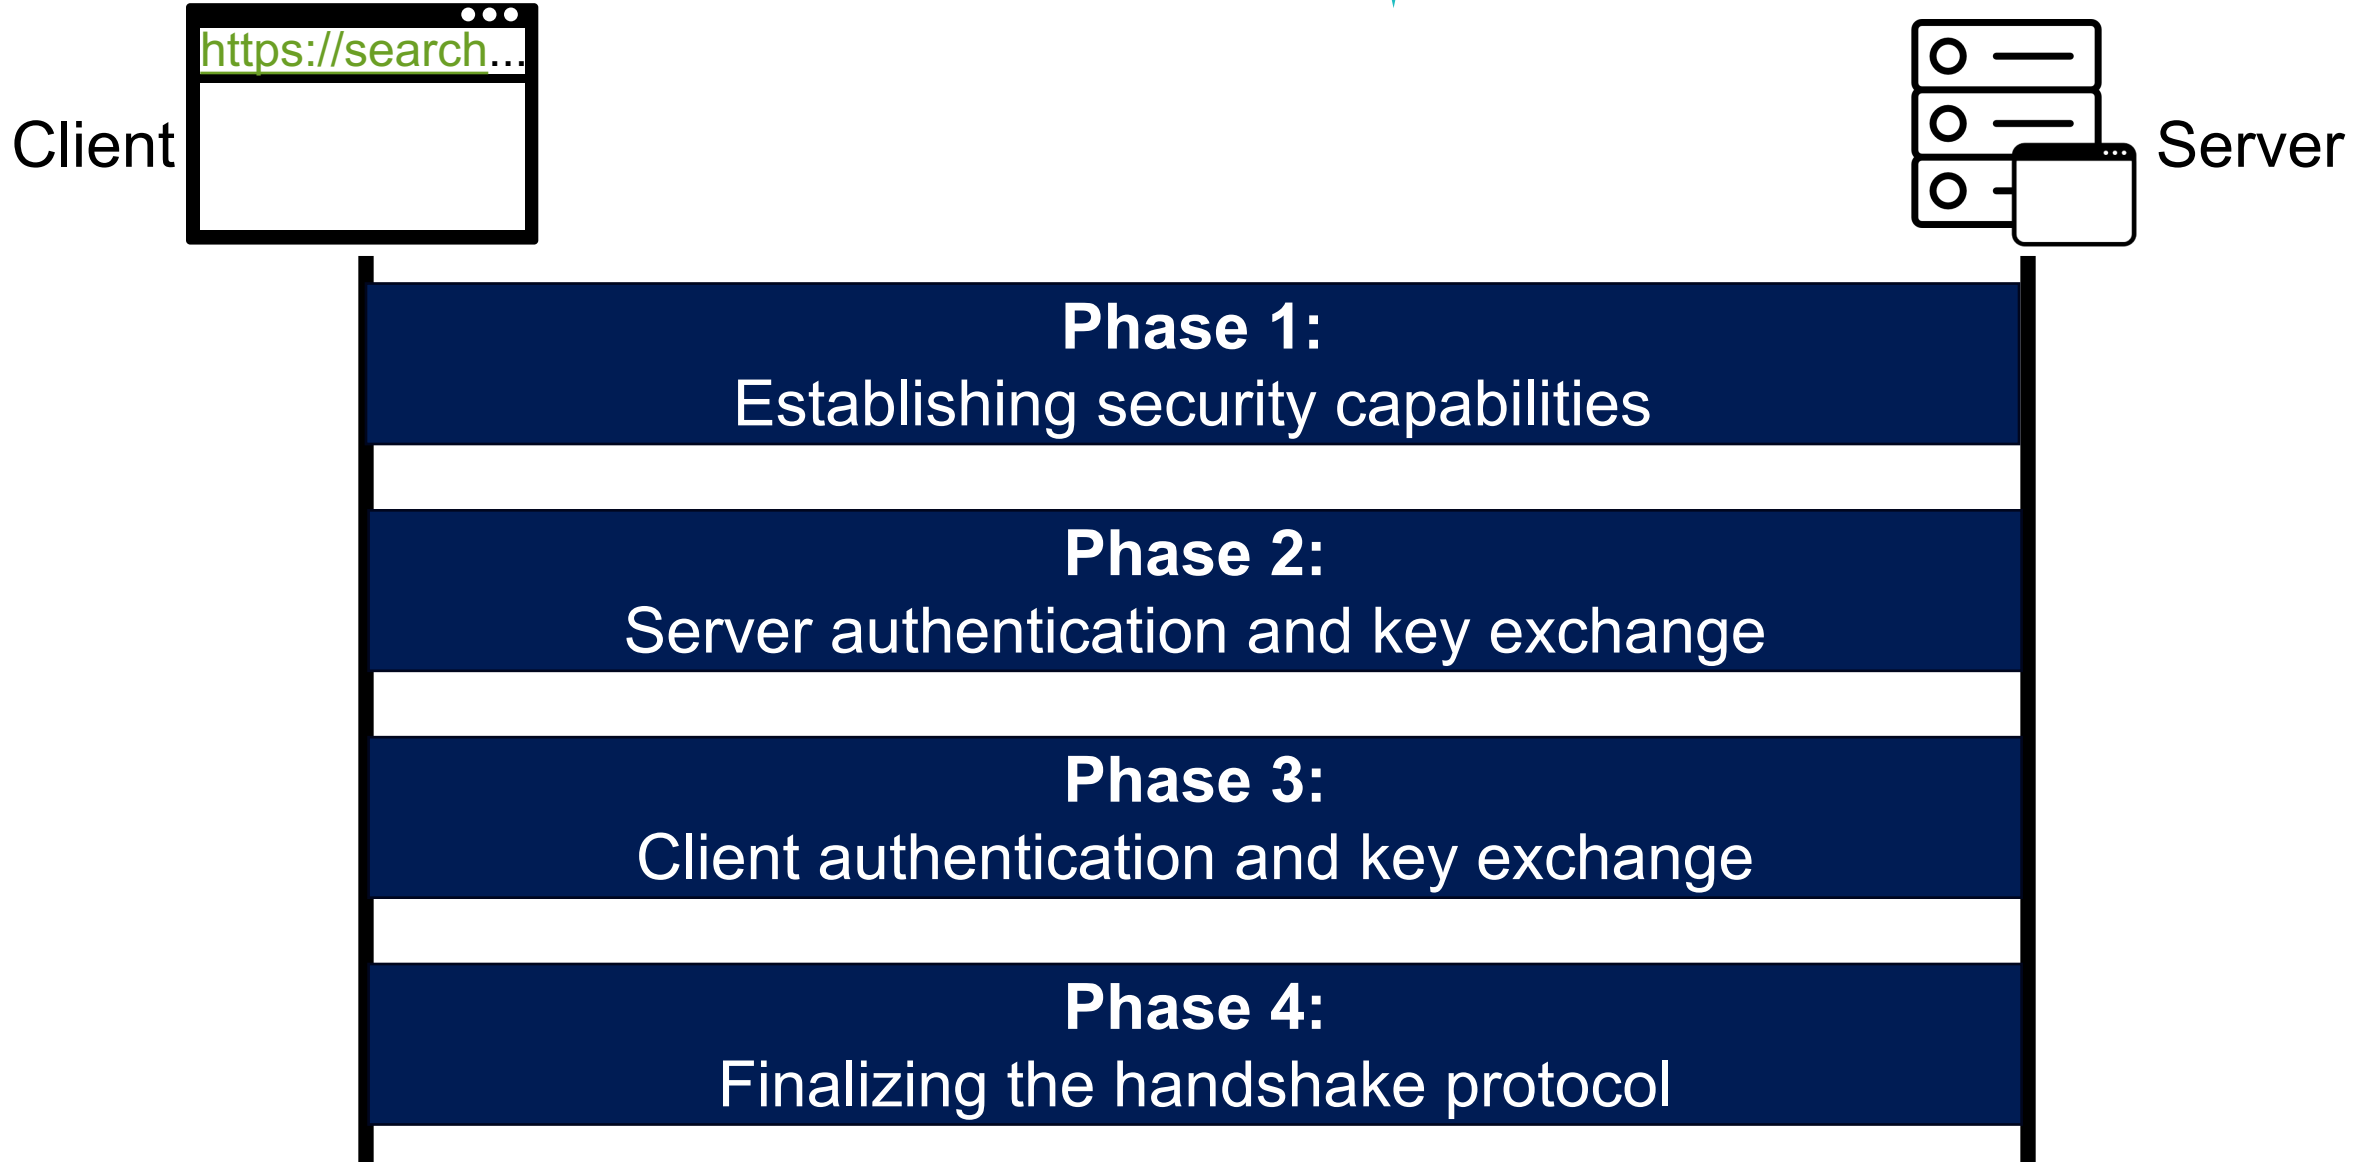 https://search...
Client
Server
Phase 1:
Establishing security capabilities
Phase 2:
Server authentication and key exchange
Phase 3:
Client authentication and key exchange
Phase 4:
Finalizing the handshake protocol